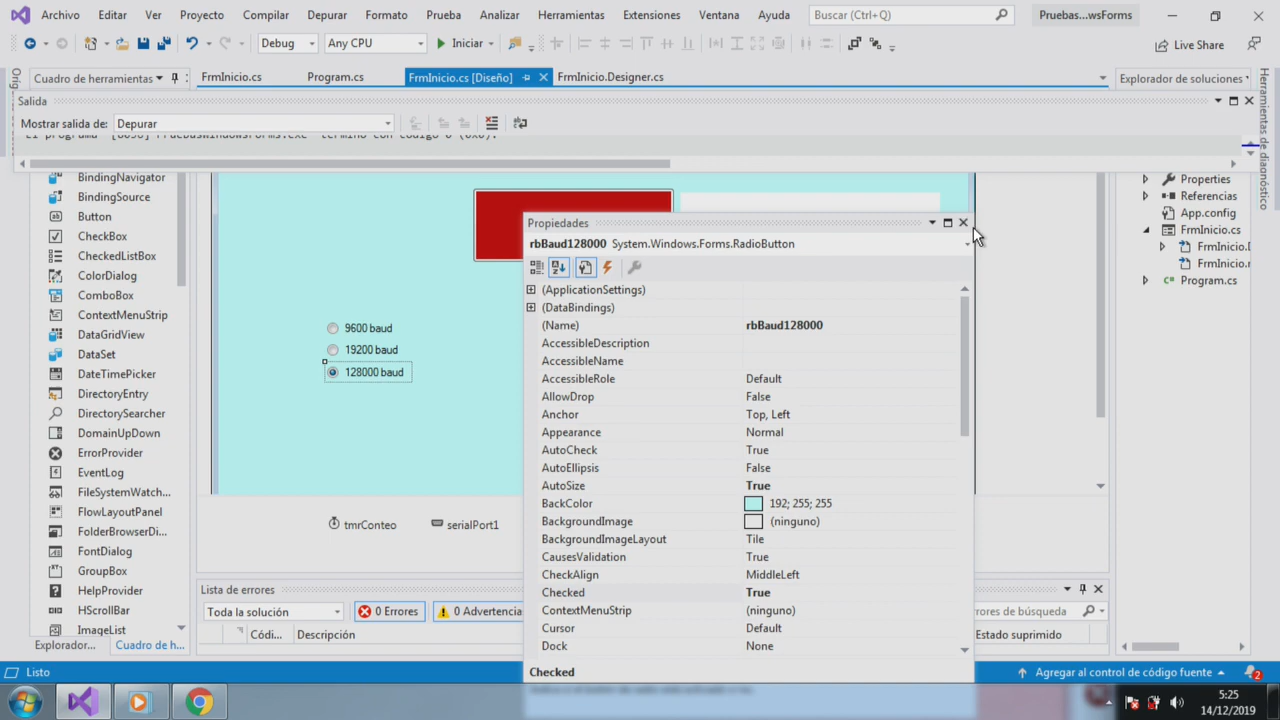 Archivo Editar Ver Proyecto Compilar Depurar Formato Prueba Analizar Herramientas Extensiones Ventana Ayuda Buscar (Ctrl+Q) Pruebas...wsForms
Debug Any CPU Iniciar Live Share
Cuadro de herramientas FrmInicio.cs Program.cs FrmInicio.cs [Diseño] FrmInicio.Designer.cs Explorador de soluciones
Salida
Mostrar salida de: Depurar
Herramientas de diagnóstico
BindingNavigator
BindingSource
Button
CheckBox
CheckedListBox
ColorDialog
ComboBox
ContextMenuStrip
DataGridView
DataSet
DateTimePicker
DirectoryEntry
DirectorySearcher
DomainUpDown
ErrorProvider
EventLog
FileSystemWatch...
FlowLayoutPanel
FolderBrowserDi...
FontDialog
GroupBox
HelpProvider
HScrollBar
ImageList
Explorador... Cuadro de h...
9600 baud
19200 baud
128000 baud
tmrConteo serialPort1
Propiedades
rbBaud128000 System.Windows.Forms.RadioButton
(ApplicationSettings)
(DataBindings)
(Name) rbBaud128000
AccessibleDescription
AccessibleName
AccessibleRole Default
AllowDrop False
Anchor Top, Left
Appearance Normal
AutoCheck True
AutoEllipsis False
AutoSize True
BackColor 192; 255; 255
BackgroundImage (ninguno)
BackgroundImageLayout Tile
CausesValidation True
CheckAlign MiddleLeft
Checked True
ContextMenuStrip (ninguno)
Cursor Default
Dock None
Checked
Properties
Referencias
App.config
FrmInicio.cs
FrmInicio.
FrmInicio.r
Program.cs
Lista de errores
Toda la solución 0 Errores 0 Advertencia rores de búsqueda
Códi... Descripción Estado suprimido
Listo Agregar al control de código fuente 2
5:25
14/12/2019